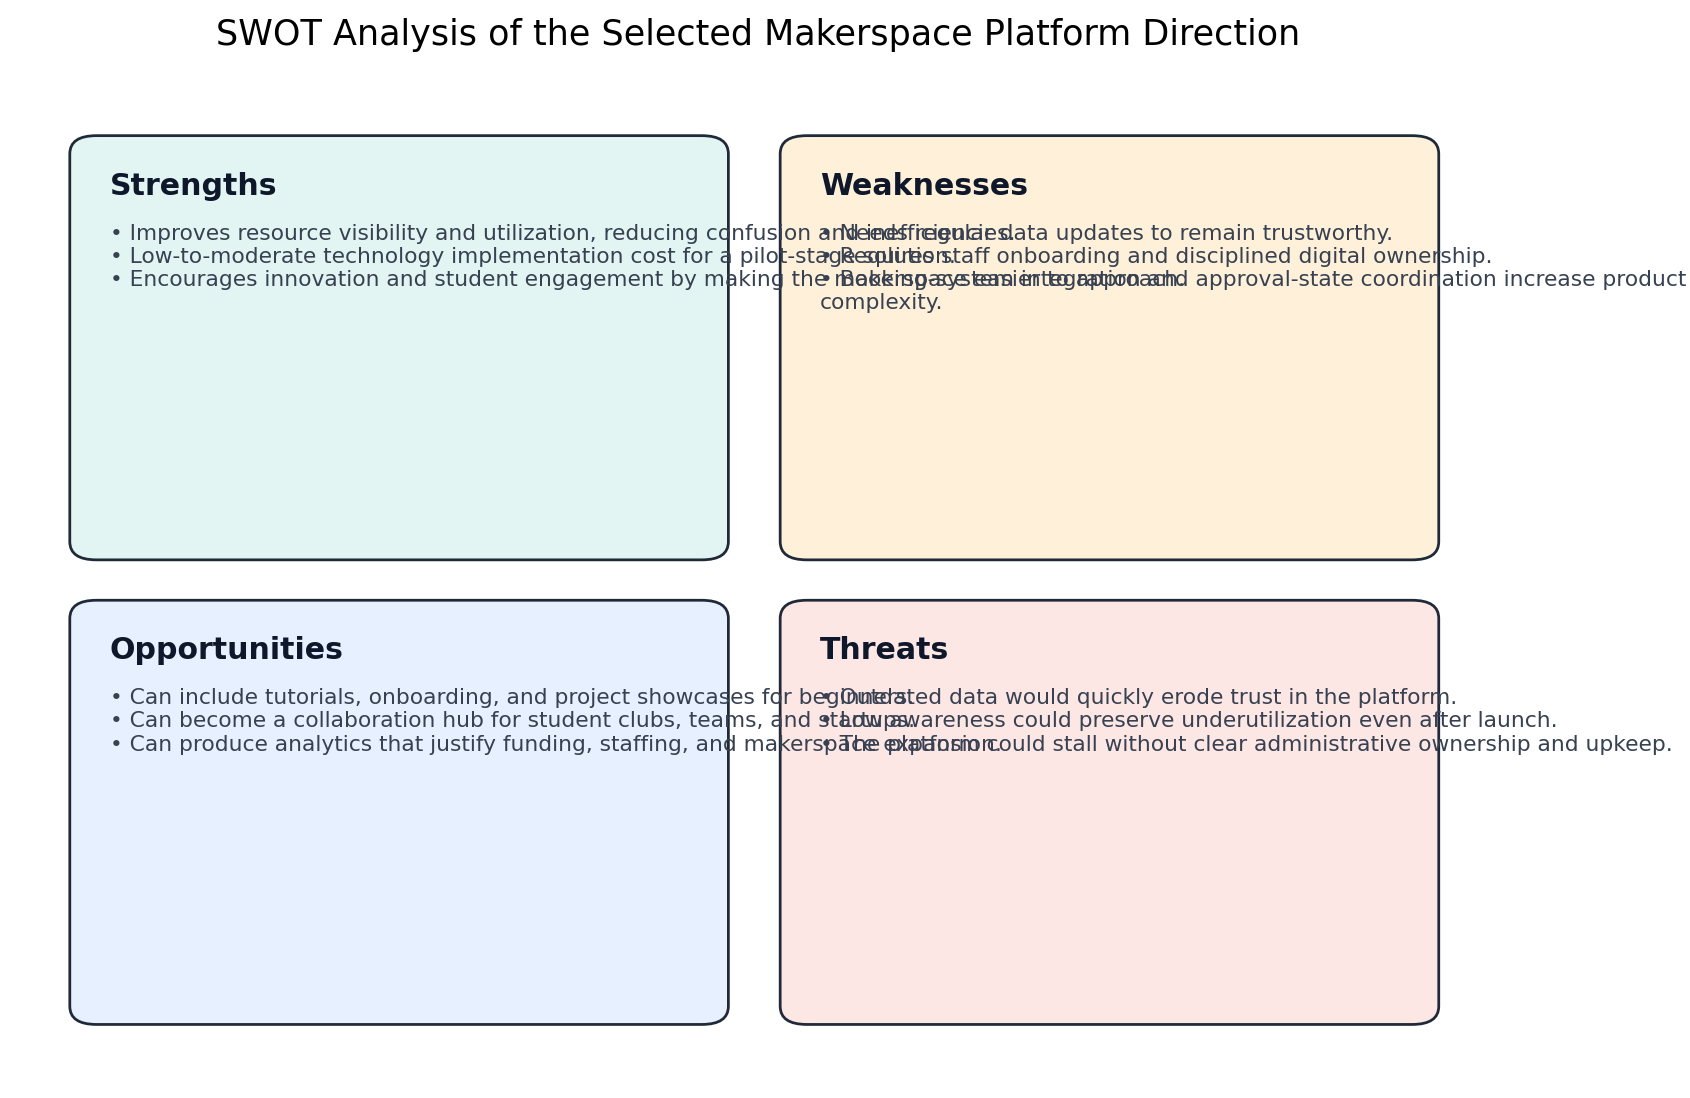 SWOT Analysis of the Selected Makerspace Platform Direction
Strengths
• Improves resource visibility and utilization, reducing confusion and inefficiencies.
• Low-to-moderate technology implementation cost for a pilot-stage solution.
• Encourages innovation and student engagement by making the makerspace easier to approach.
Weaknesses
• Needs regular data updates to remain trustworthy.
• Requires staff onboarding and disciplined digital ownership.
• Booking-system integration and approval-state coordination increase product
complexity.
Opportunities
• Can include tutorials, onboarding, and project showcases for beginners.
• Can become a collaboration hub for student clubs, teams, and startups.
• Can produce analytics that justify funding, staffing, and makerspace expansion.
Threats
• Outdated data would quickly erode trust in the platform.
• Low awareness could preserve underutilization even after launch.
• The platform could stall without clear administrative ownership and upkeep.